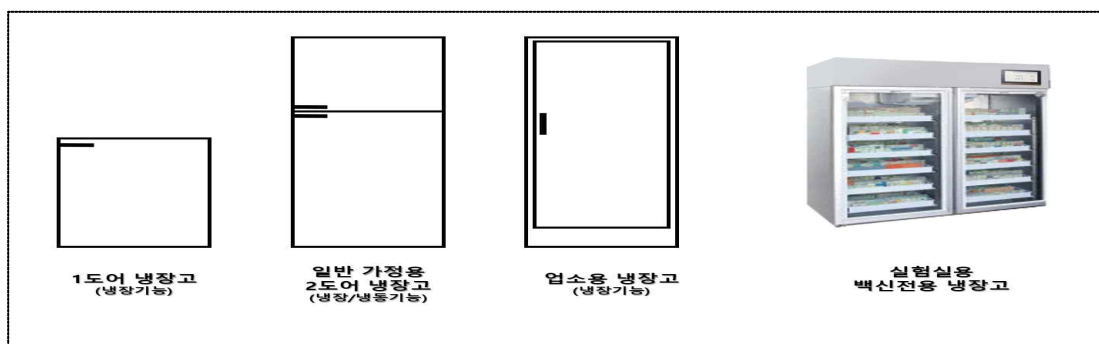 1도어 냉장고
(냉장기능)
일반 가정용
2도어 냉장고
(냉장/냉동기능)
업소용 냉장고
(냉장기능)
실험실용
백신전용 냉장고